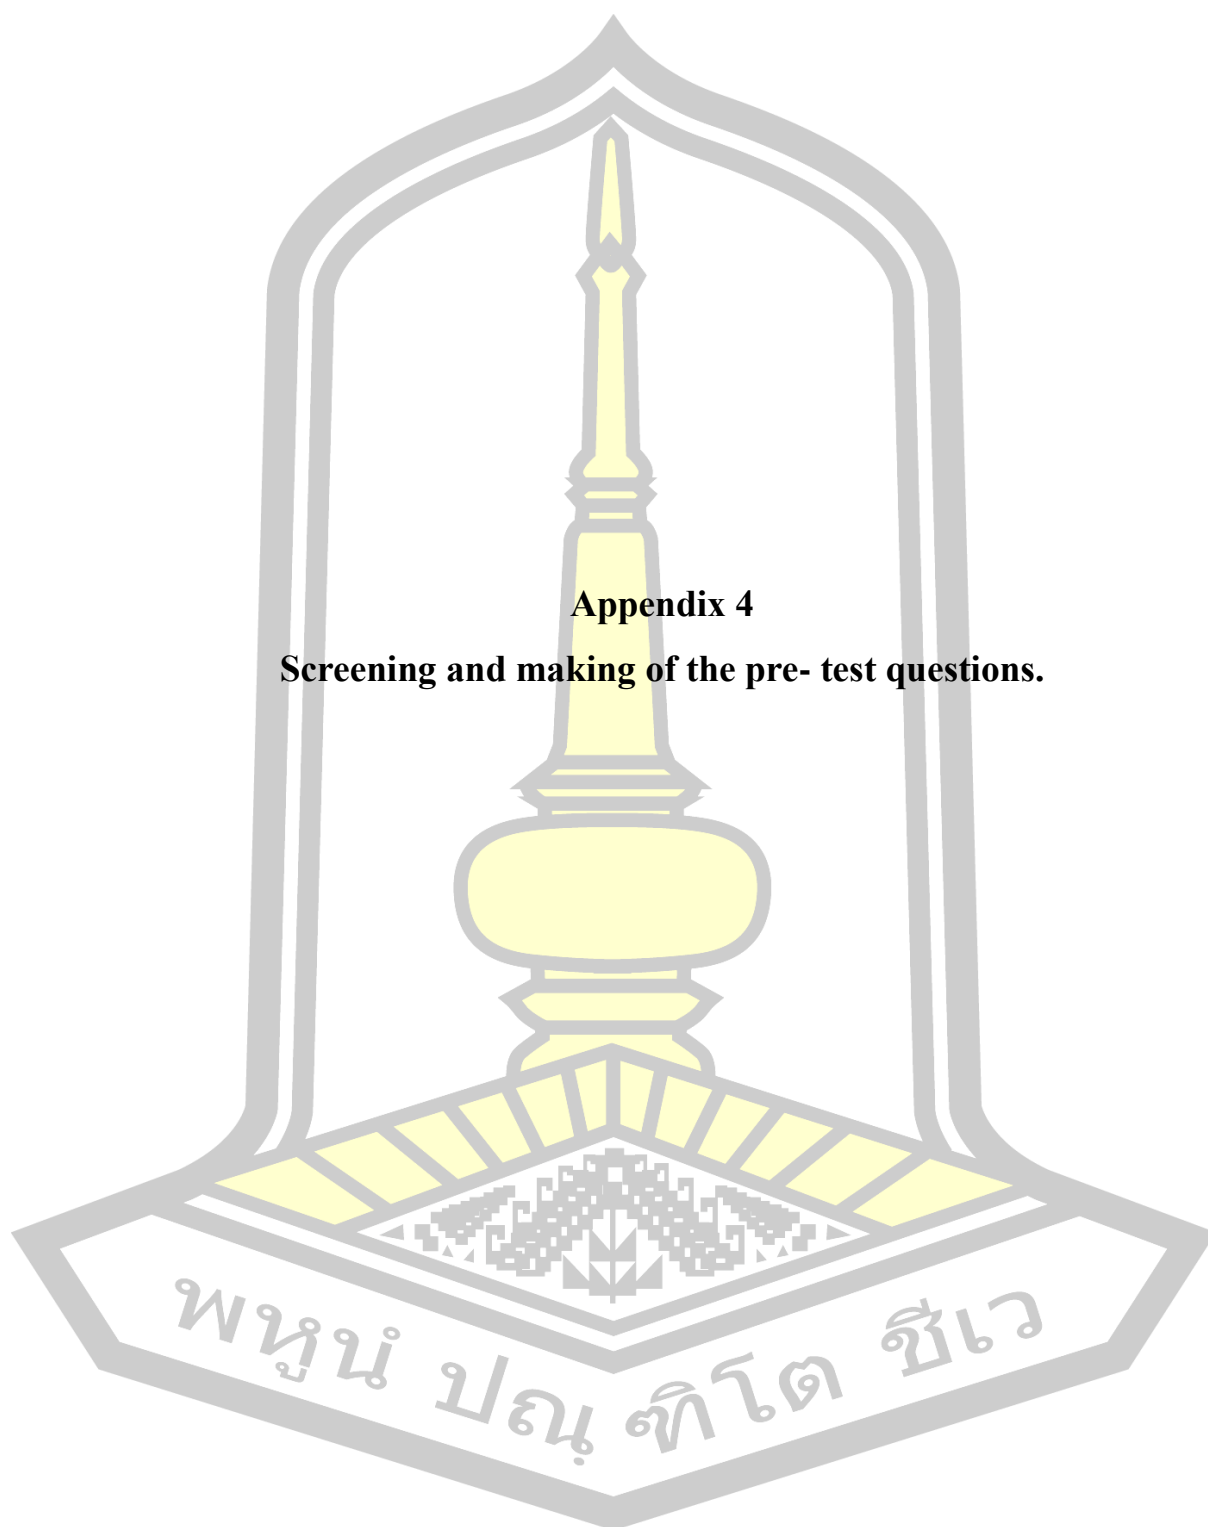 Appendix 4
Screening and making of the pre- test questions.
พหูนํ ปณฺฑิโต ชีเว